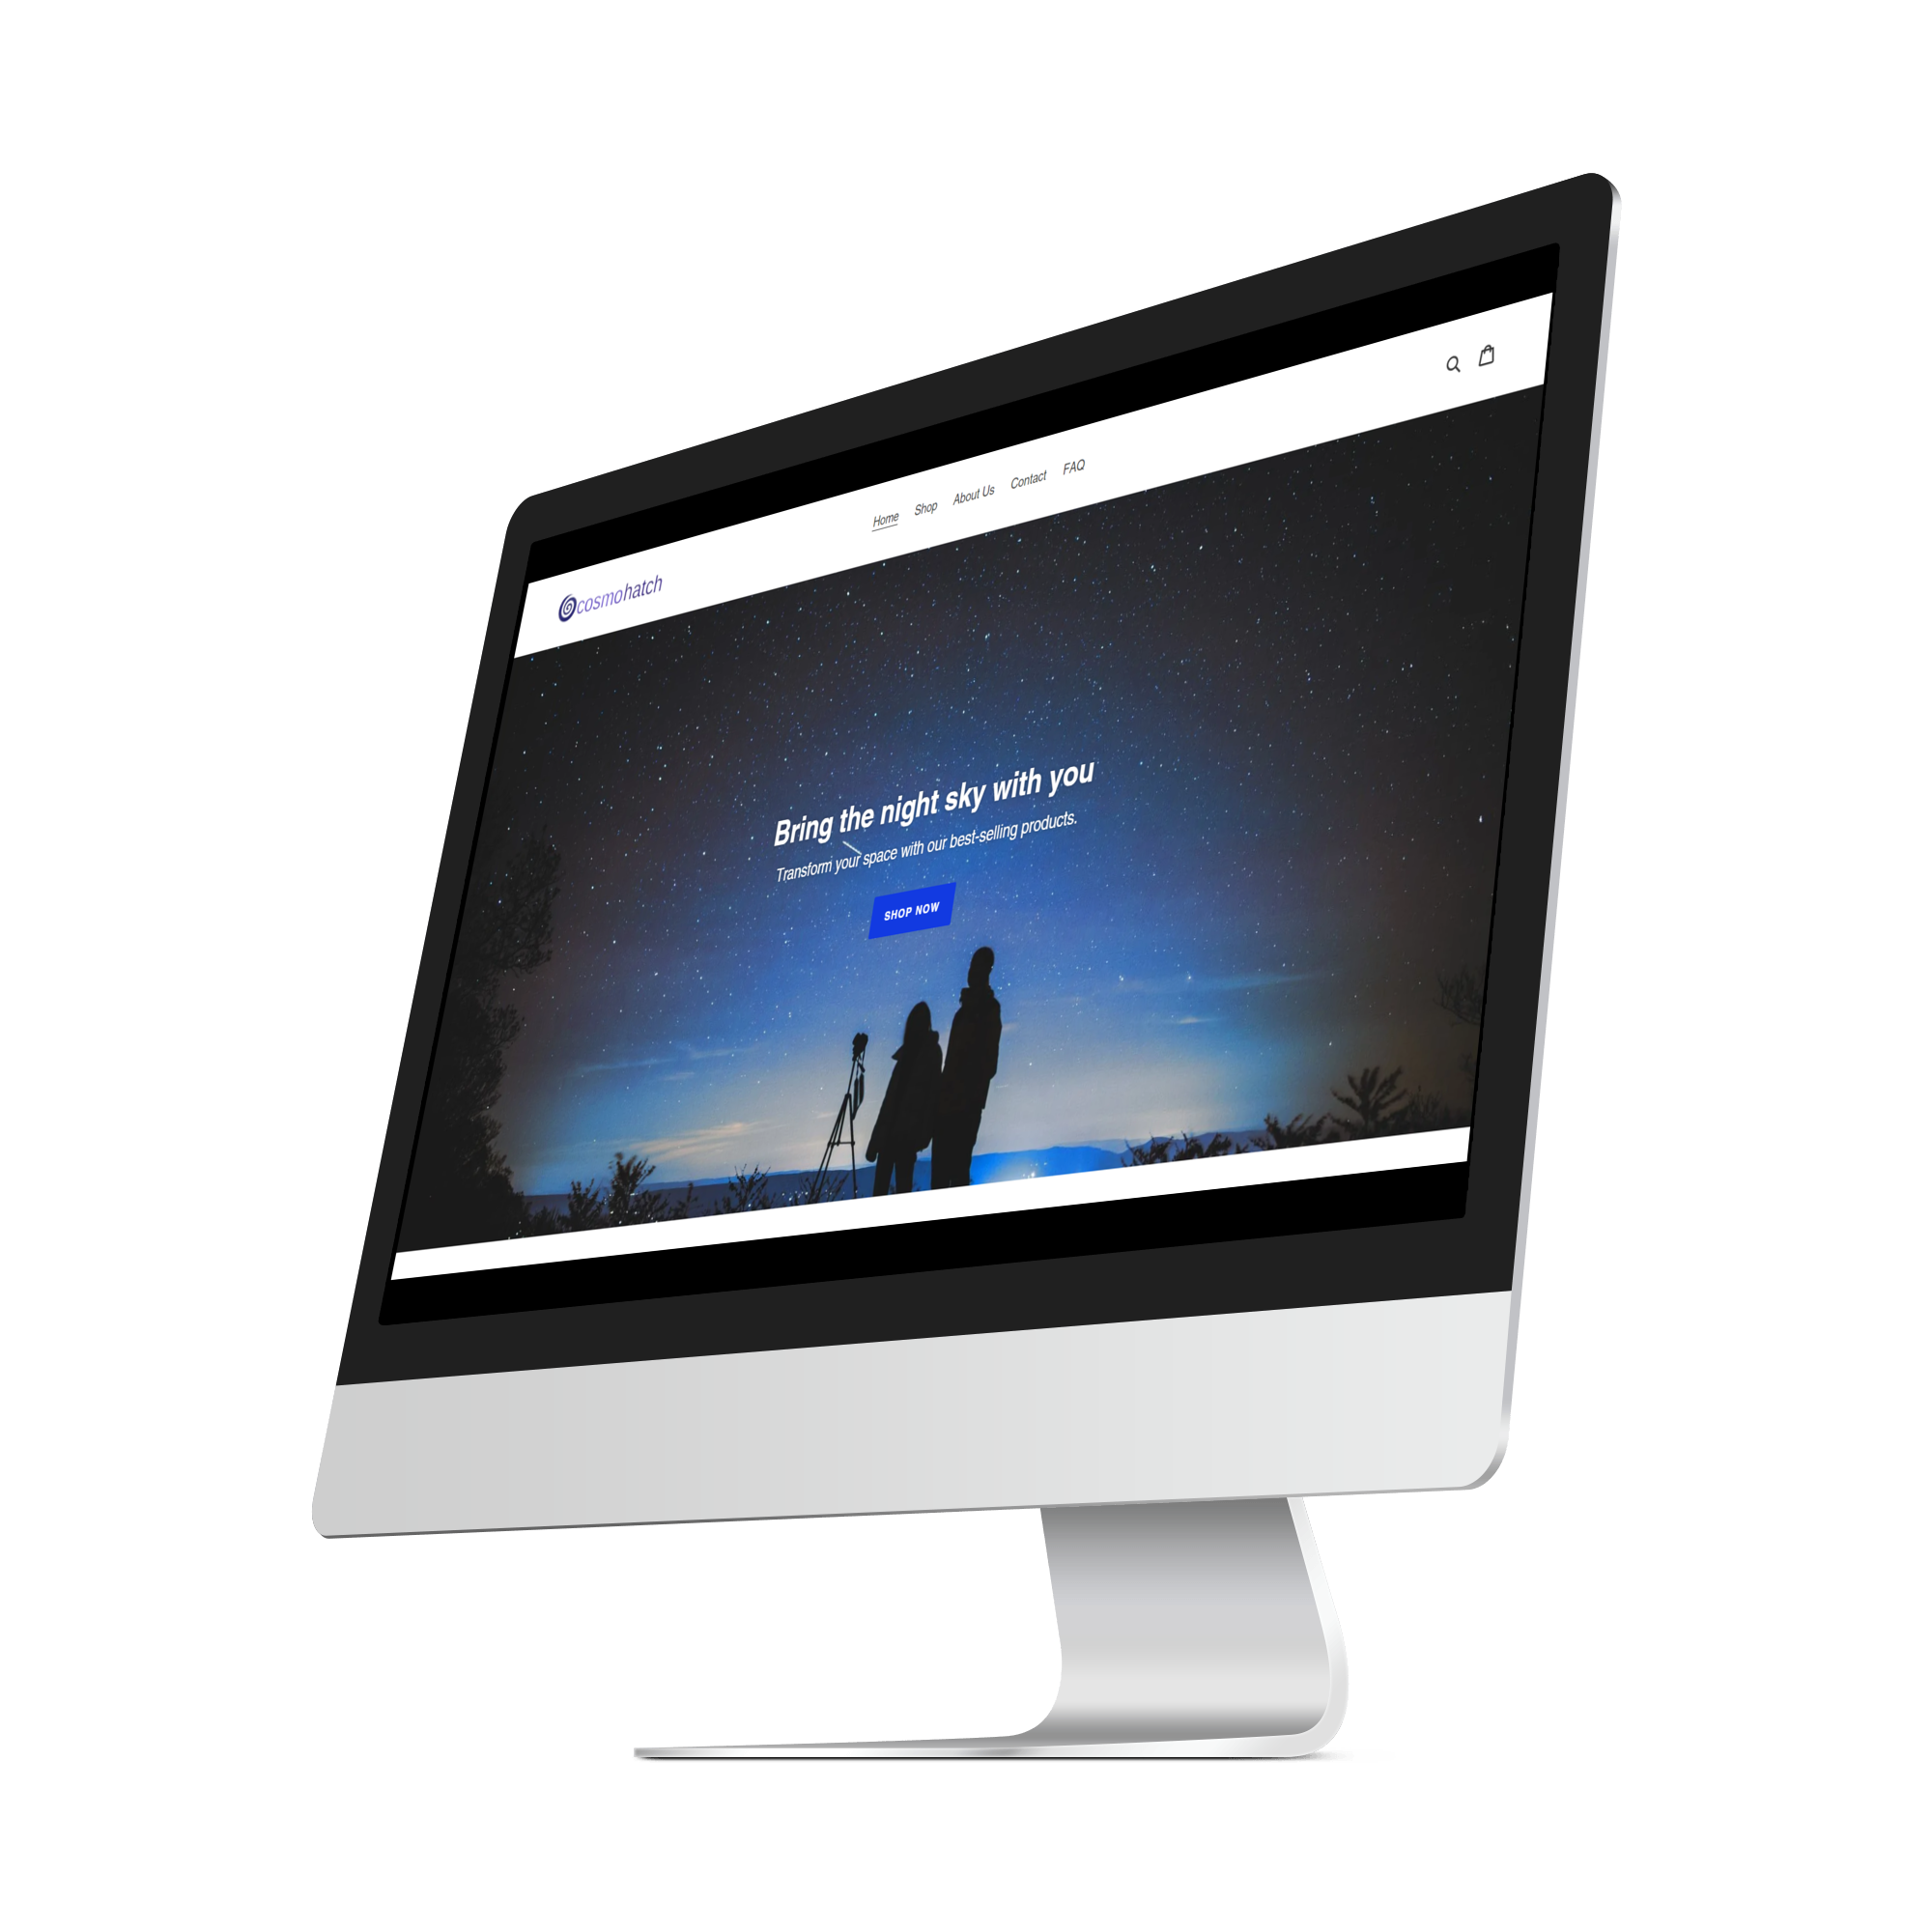 cosmohatch
Home Shop About Us Contact FAQ
Bring the night sky with you
Transform your space with our best-selling products.
SHOP NOW